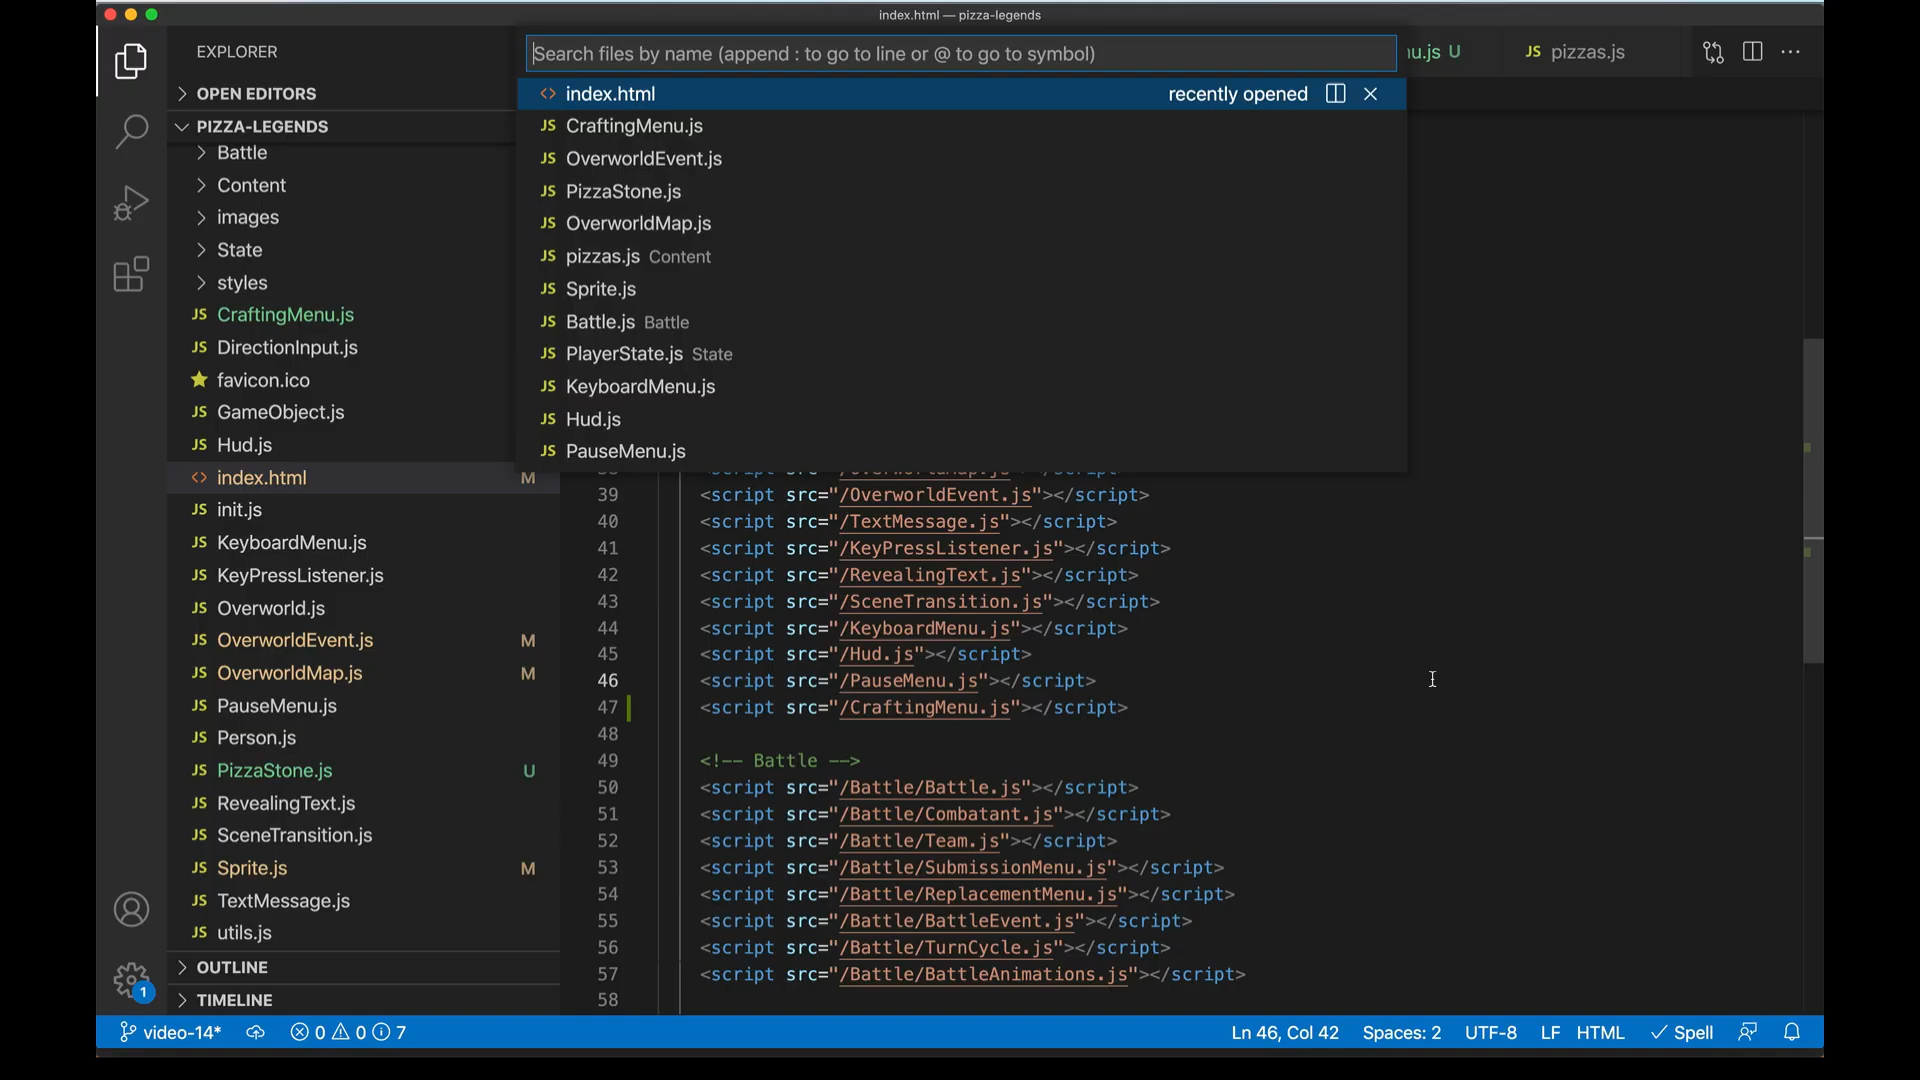 index.html — pizza-legends
EXPLORER
OPEN EDITORS
PIZZA-LEGENDS
Battle
Content
images
State
styles
JS CraftingMenu.js
JS DirectionInput.js
favicon.ico
JS GameObject.js
JS Hud.js
<> index.html M
JS init.js
JS KeyboardMenu.js
JS KeyPressListener.js
JS Overworld.js
JS OverworldEvent.js M
JS OverworldMap.js M
JS PauseMenu.js
JS Person.js
JS PizzaStone.js U
JS RevealingText.js
JS SceneTransition.js
JS Sprite.js M
JS TextMessage.js
JS utils.js
OUTLINE
TIMELINE
Search files by name (append : to go to line or @ to go to symbol)
nu.js U
JS pizzas.js
<> index.html recently opened
JS CraftingMenu.js
JS OverworldEvent.js
JS PizzaStone.js
JS OverworldMap.js
JS pizzas.js Content
JS Sprite.js
JS Battle.js Battle
JS PlayerState.js State
JS KeyboardMenu.js
JS Hud.js
JS PauseMenu.js
38 <script src="/OverworldMap.js"></script>
39 <script src="/OverworldEvent.js"></script>
40 <script src="/TextMessage.js"></script>
41 <script src="/KeyPressListener.js"></script>
42 <script src="/RevealingText.js"></script>
43 <script src="/SceneTransition.js"></script>
44 <script src="/KeyboardMenu.js"></script>
45 <script src="/Hud.js"></script>
46 <script src="/PauseMenu.js"></script>
47 <script src="/CraftingMenu.js"></script>
48
49 <!-- Battle -->
50 <script src="/Battle/Battle.js"></script>
51 <script src="/Battle/Combatant.js"></script>
52 <script src="/Battle/Team.js"></script>
53 <script src="/Battle/SubmissionMenu.js"></script>
54 <script src="/Battle/ReplacementMenu.js"></script>
55 <script src="/Battle/BattleEvent.js"></script>
56 <script src="/Battle/TurnCycle.js"></script>
57 <script src="/Battle/BattleAnimations.js"></script>
58
1
video-14* 0 0 7 Ln 46, Col 42 Spaces: 2 UTF-8 LF HTML Spell